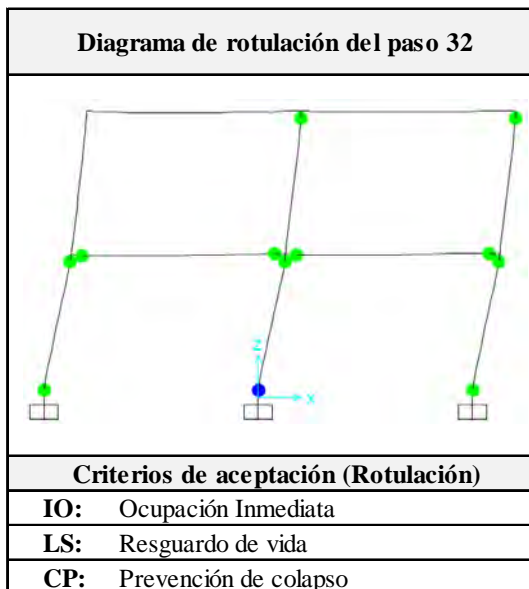 Diagrama de rotulación del paso 32
Z
X
Criterios de aceptación (Rotulación)
IO: Ocupación Inmediata
LS: Resguardo de vida
CP: Prevención de colapso